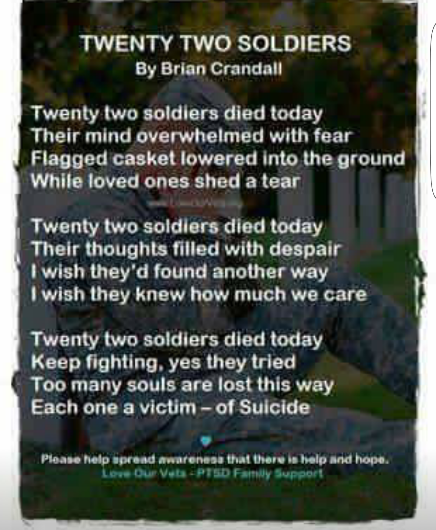 TWENTY TWO SOLDIERS
By Brian Crandall
Twenty two soldiers died today
Their mind overwhelmed with fear
Flagged casket lowered into the ground
While loved ones shed a tear
Twenty two soldiers died today
Their thoughts filled with despair
I wish they'd found another way
I wish they knew how much we care
Twenty two soldiers died today
Keep fighting, yes they tried
Too many souls are lost this way
Each one a victim – of Suicide
Please help spread awareness that there is help and hope.
Love Our Vets - PTSD Family Support